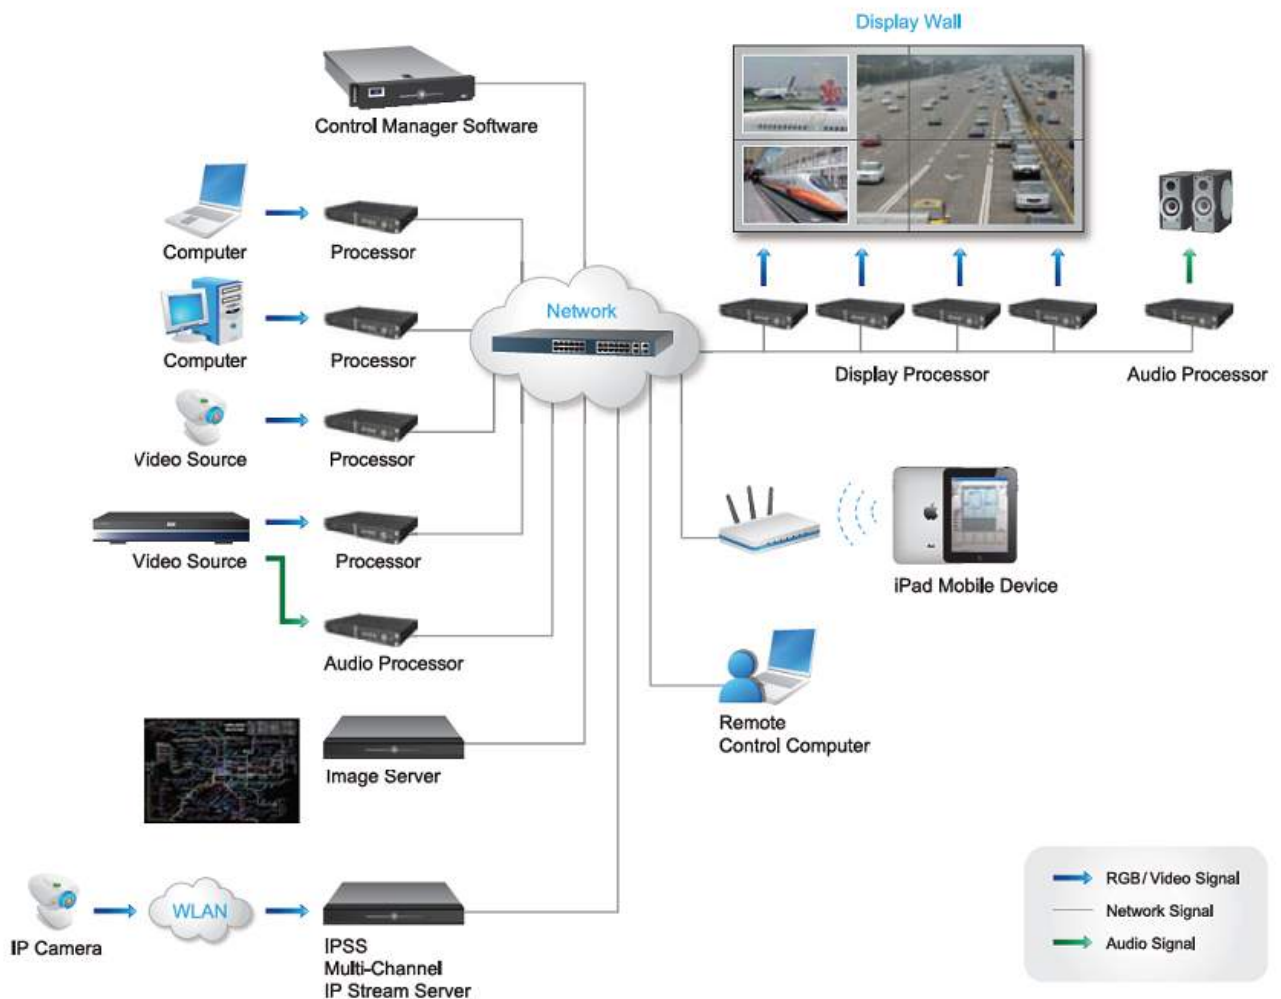 Display Wall
Control Manager Software
Computer
Processor
Network
Computer
Processor
Display Processor
Audio Processor
Video Source
Processor
Video Source
Processor
iPad Mobile Device
Audio Processor
Remote
Control Computer
Image Server
RGB/Video Signal
WLAN
Network Signal
IP Camera
Audio Signal
IPSS
Multi-Channel
IP Stream Server